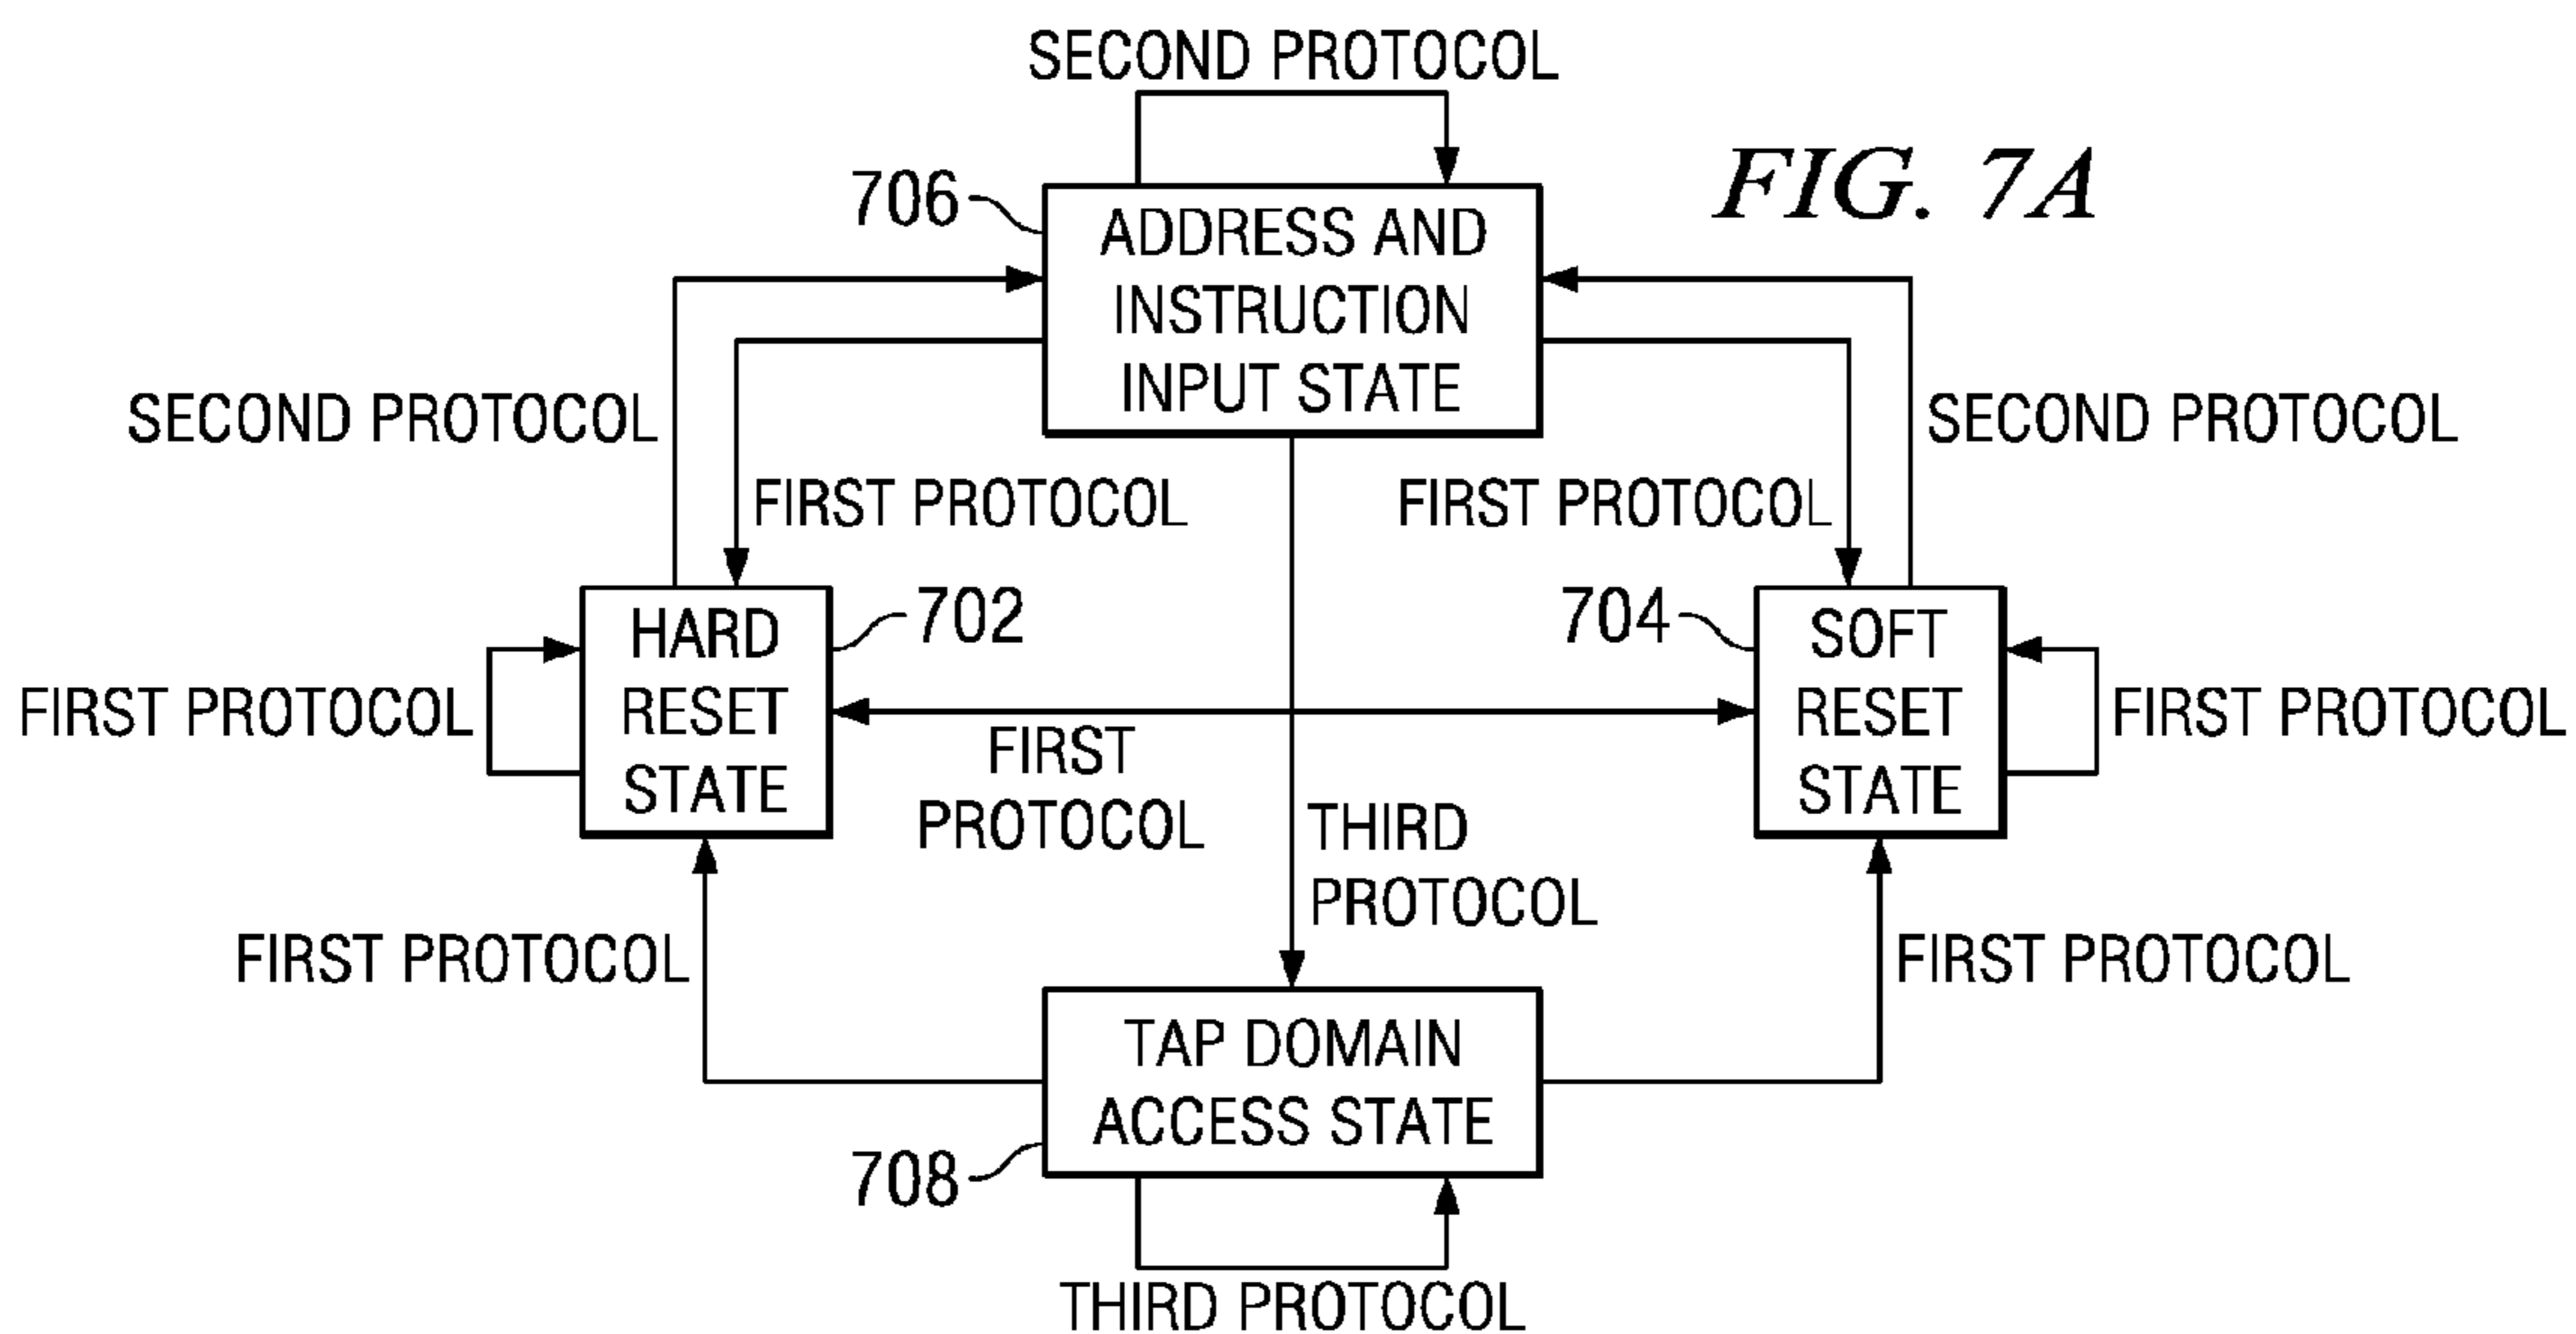 SECOND PROTOCOL
FIG. 7A
706
ADDRESS AND
INSTRUCTION
INPUT STATE
SECOND PROTOCOL
SECOND PROTOCOL
FIRST PROTOCOL
FIRST PROTOCOL
HARD
RESET
STATE
702
704
SOFT
RESET
STATE
FIRST PROTOCOL
FIRST PROTOCOL
FIRST
PROTOCOL
THIRD
PROTOCOL
FIRST PROTOCOL
FIRST PROTOCOL
TAP DOMAIN
ACCESS STATE
708
THIRD PROTOCOL